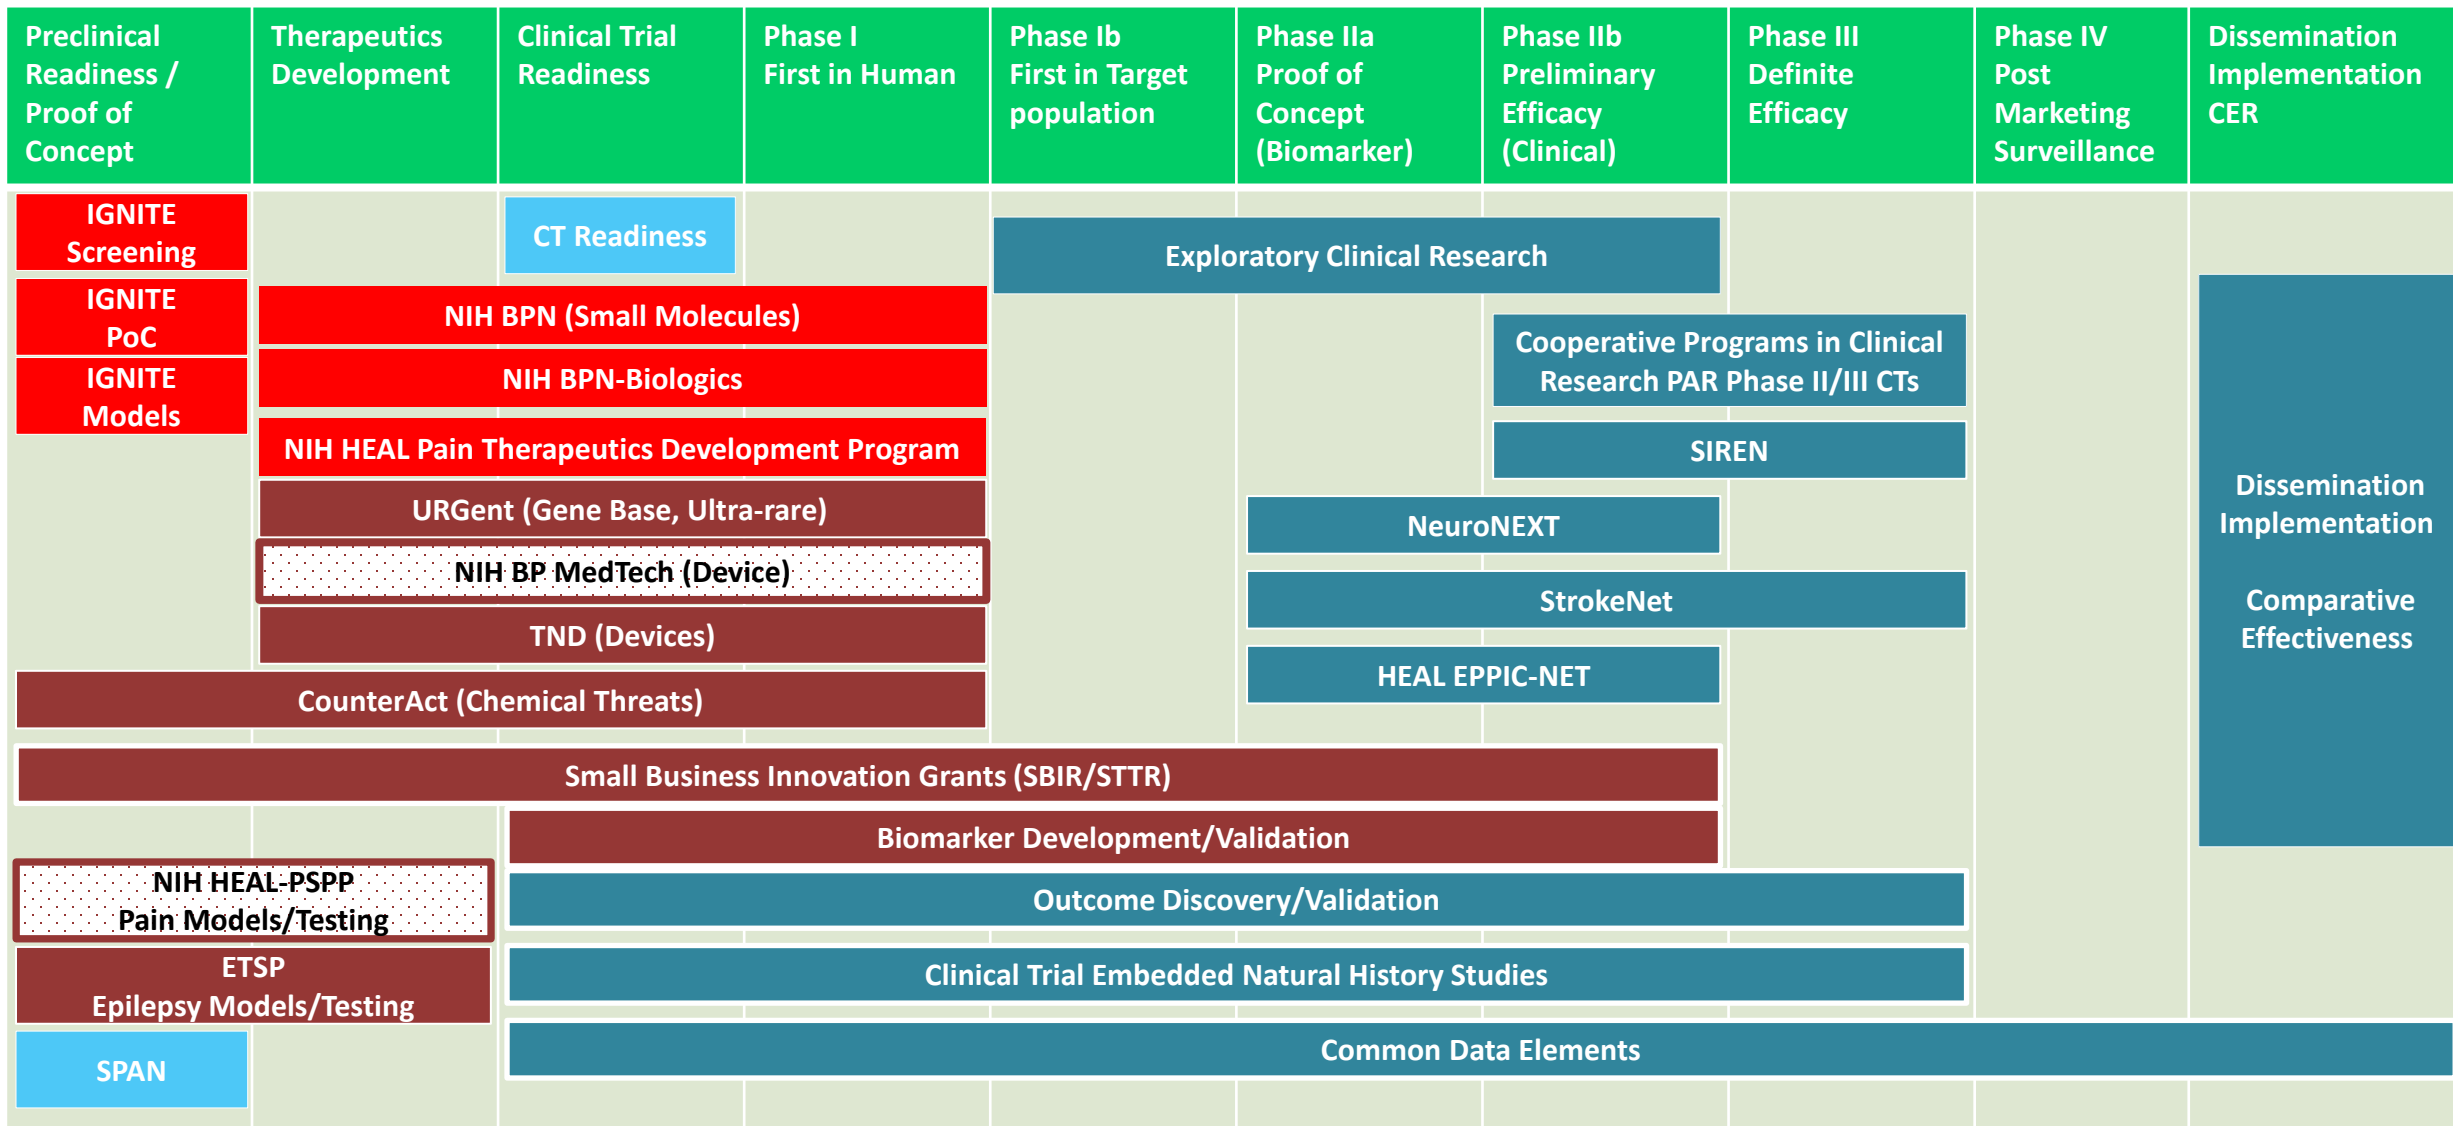 Preclinical
Readiness /
Proof of
Concept
Therapeutics
Development
Clinical Trial
Readiness
Phase I
First in Human
Phase Ib
First in Target
population
Phase IIa
Proof of
Concept
(Biomarker)
Phase IIb
Preliminary
Efficacy
(Clinical)
Phase III
Definite
Efficacy
Phase IV
Post
Marketing
Surveillance
Dissemination
Implementation
CER
IGNITE
Screening
CT Readiness
Exploratory Clinical Research
IGNITE
PoC
NIH BPN (Small Molecules)
Cooperative Programs in Clinical
Research PAR Phase II/III CTs
IGNITE
Models
NIH BPN-Biologics
NIH HEAL Pain Therapeutics Development Program
SIREN
URGent (Gene Base, Ultra-rare)
NeuroNEXT
NIH BP MedTech (Device)
StrokeNet
TND (Devices)
HEAL EPPIC-NET
CounterAct (Chemical Threats)
Dissemination
Implementation
Comparative
Effectiveness
Small Business Innovation Grants (SBIR/STTR)
Biomarker Development/Validation
NIH HEAL-PSPP
Pain Models/Testing
Outcome Discovery/Validation
ETSP
Epilepsy Models/Testing
Clinical Trial Embedded Natural History Studies
SPAN
Common Data Elements